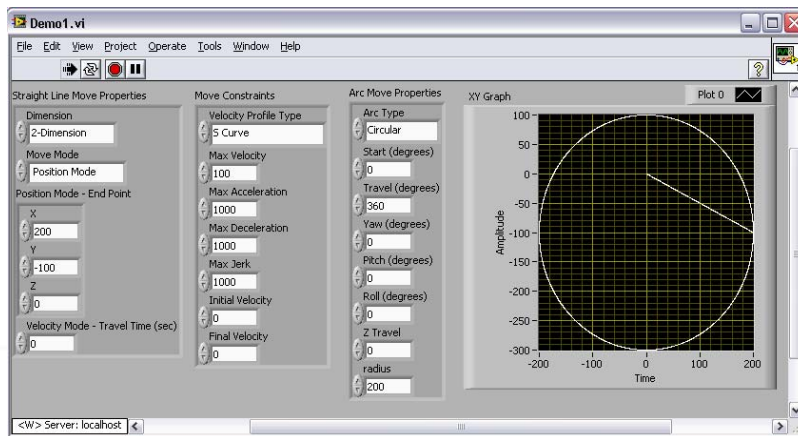 Demo1.vi
File Edit View Project Operate Tools Window Help
Straight Line Move Properties
Dimension
2-Dimension
Move Mode
Position Mode
Position Mode - End Point
X
200
Y
-100
Z
0
Velocity Mode - Travel Time (sec)
0
Move Constraints
Velocity Profile Type
S Curve
Max Velocity
100
Max Acceleration
1000
Max Deceleration
1000
Max Jerk
1000
Initial Velocity
0
Final Velocity
0
Arc Move Properties
Arc Type
Circular
Start (degrees)
0
Travel (degrees)
360
Yaw (degrees)
0
Pitch (degrees)
0
Roll (degrees)
0
Z Travel
0
radius
200
XY Graph
Plot 0
Amplitude
100
50
0
-50
-100
-150
-200
-250
-300
-200 -100 0 100 200
Time
<W> Server: localhost